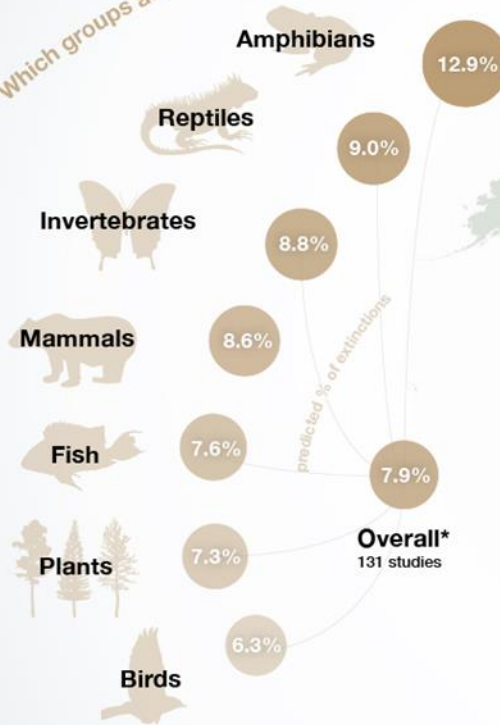 Which groups a
Amphibians
12.9%
Reptiles
9.0%
Invertebrates
8.8%
Mammals
8.6%
predicted % of extinctions
Fish
7.6%
7.9%
Overall*
131 studies
Plants
7.3%
Birds
6.3%